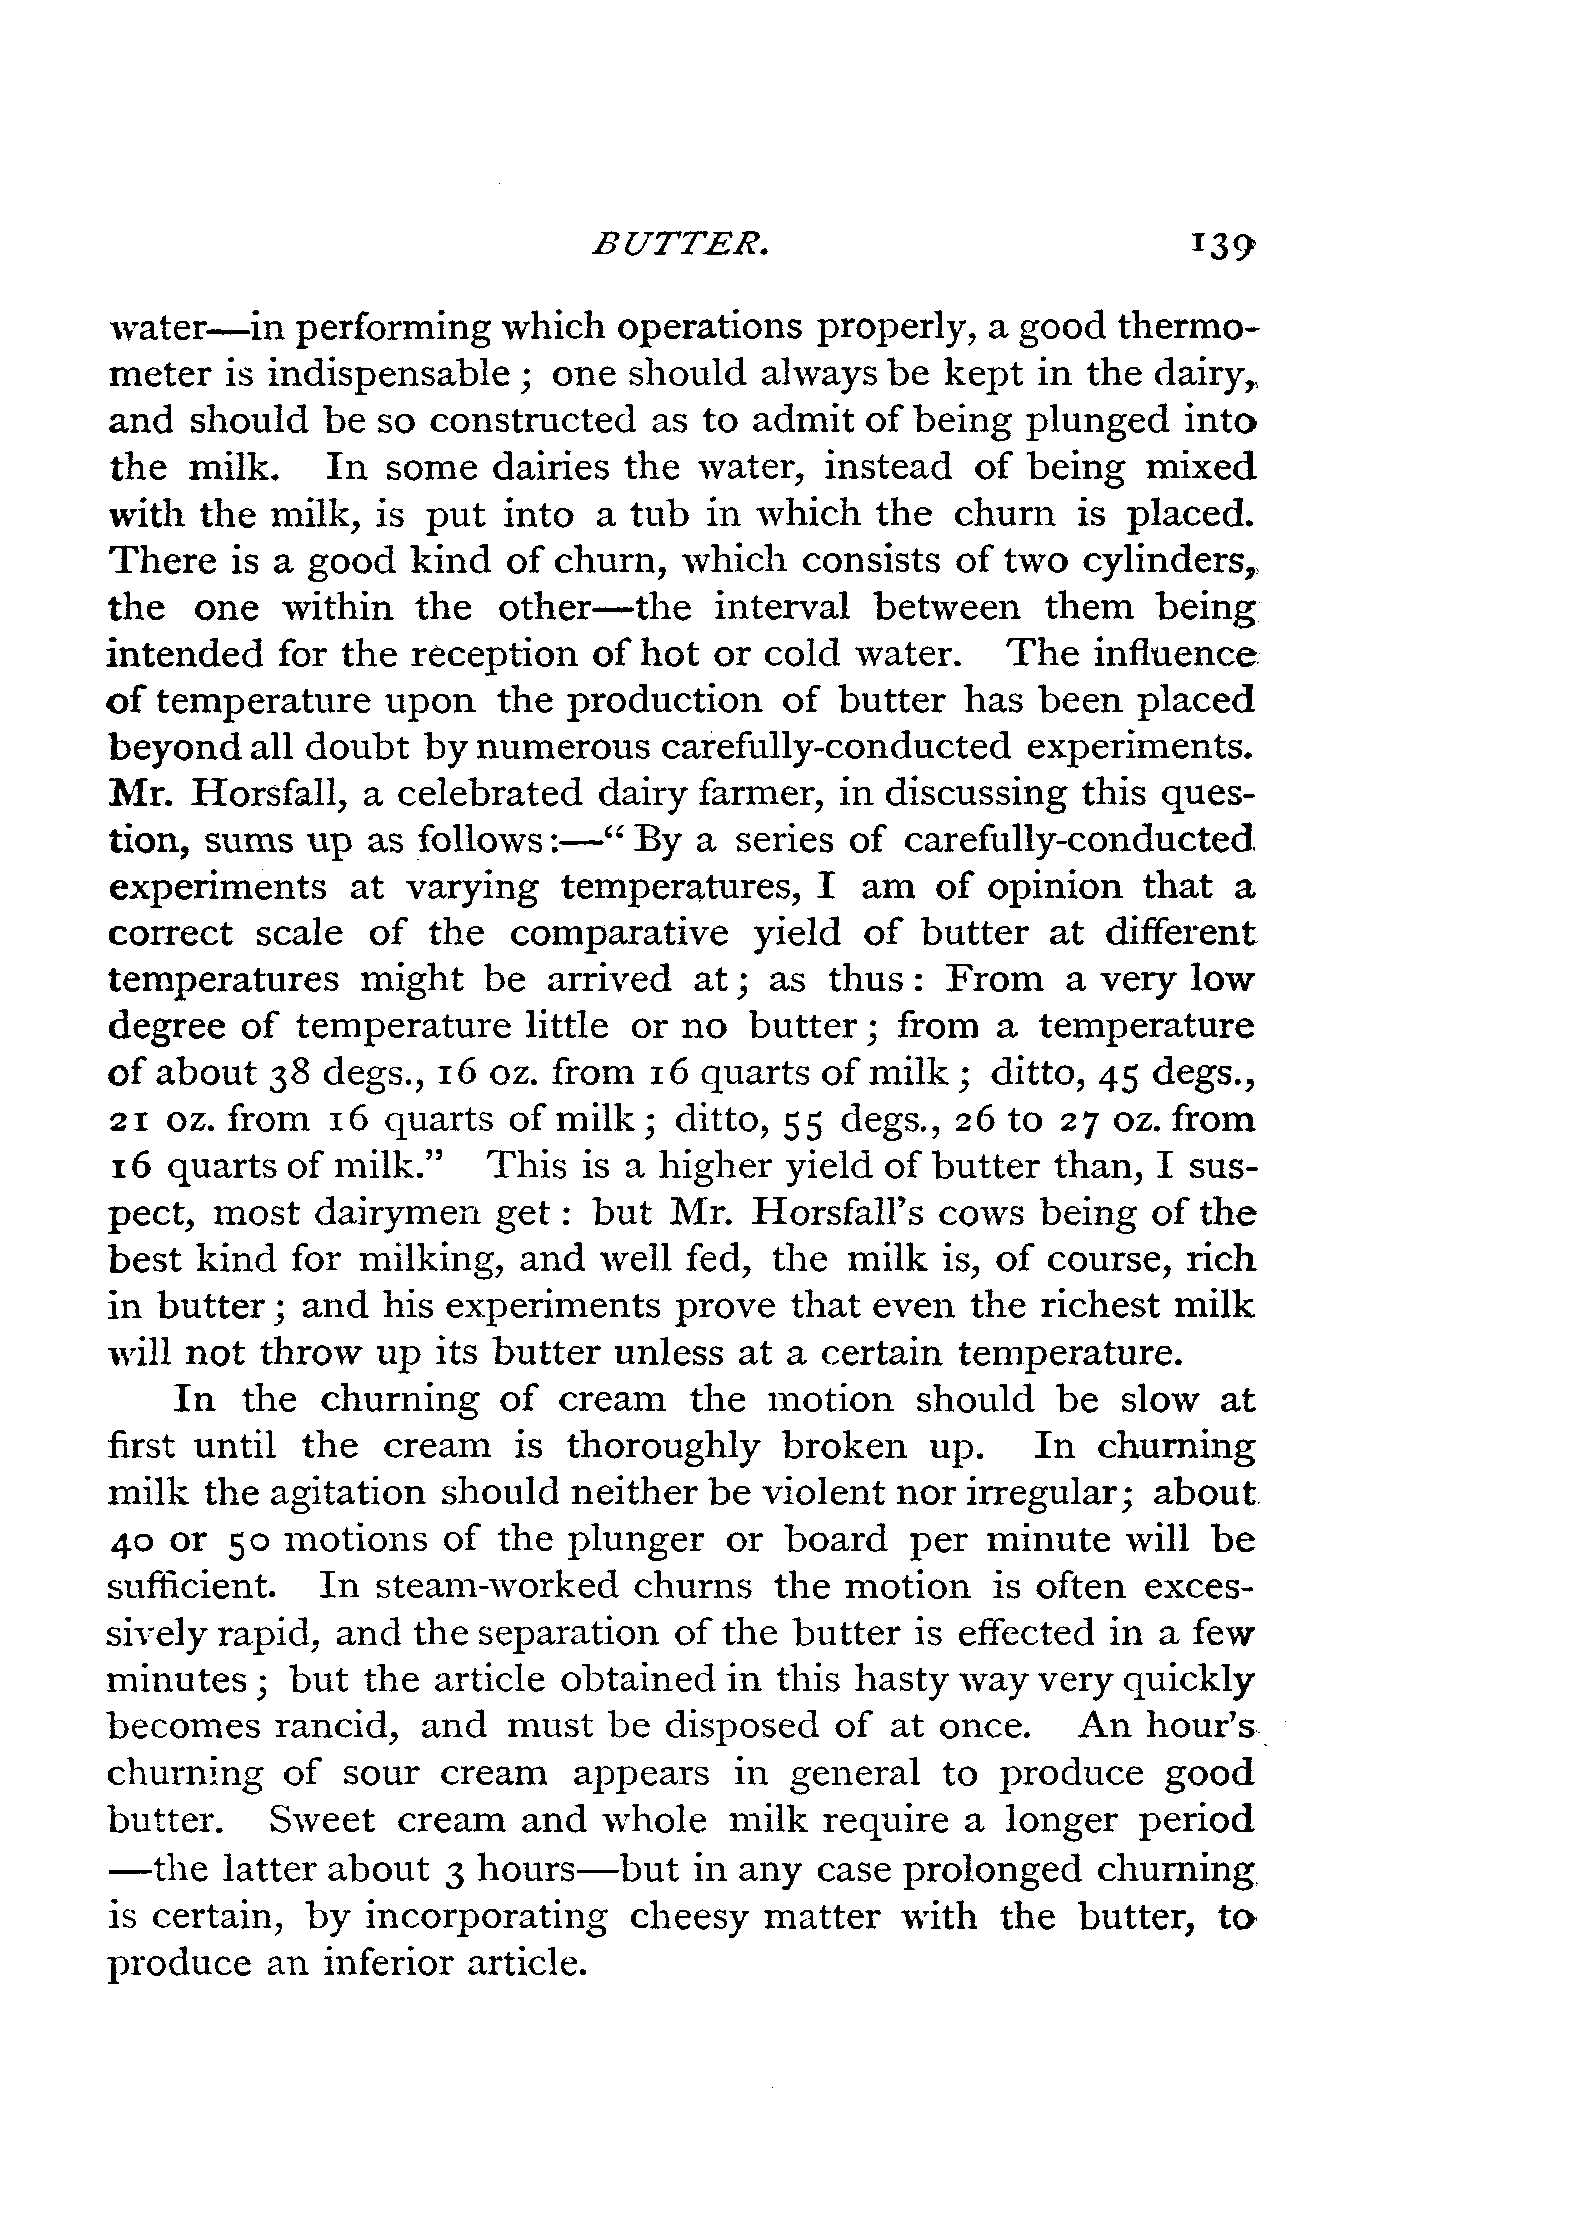 BUTTER. 139
water—in performing which operations properly, a good thermo-
meter is indispensable; one should always be kept in the dairy,
and should be so constructed as to admit of being plunged into
the milk. In some dairies the water, instead of being mixed
with the milk, is put into a tub in which the churn is placed.
There is a good kind of churn, which consists of two cylinders,
the one within the other—the interval between them being
intended for the reception of hot or cold water. The influence
of temperature upon the production of butter has been placed
beyond all doubt by numerous carefully-conducted experiments.
Mr. Horsfall, a celebrated dairy farmer, in discussing this ques-
tion, sums up as follows:—“By a series of carefully-conducted
experiments at varying temperatures, I am of opinion that a
correct scale of the comparative yield of butter at different
temperatures might be arrived at; as thus: From a very low
degree of temperature little or no butter; from a temperature
of about 38 degs., 16 oz. from 16 quarts of milk; ditto, 45 degs.,
21 oz. from 16 quarts of milk; ditto, 55 degs., 26 to 27 oz. from
16 quarts of milk.” This is a higher yield of butter than, I sus-
pect, most dairymen get: but Mr. Horsfall’s cows being of the
best kind for milking, and well fed, the milk is, of course, rich
in butter; and his experiments prove that even the richest milk
will not throw up its butter unless at a certain temperature.
In the churning of cream the motion should be slow at
first until the cream is thoroughly broken up. In churning
milk the agitation should neither be violent nor irregular; about
40 or 50 motions of the plunger or board per minute will be
sufficient. In steam-worked churns the motion is often exces-
sively rapid, and the separation of the butter is effected in a few
minutes; but the article obtained in this hasty way very quickly
becomes rancid, and must be disposed of at once. An hour’s
churning of sour cream appears in general to produce good
butter. Sweet cream and whole milk require a longer period
—the latter about 3 hours—but in any case prolonged churning
is certain, by incorporating cheesy matter with the butter, to
produce an inferior article.